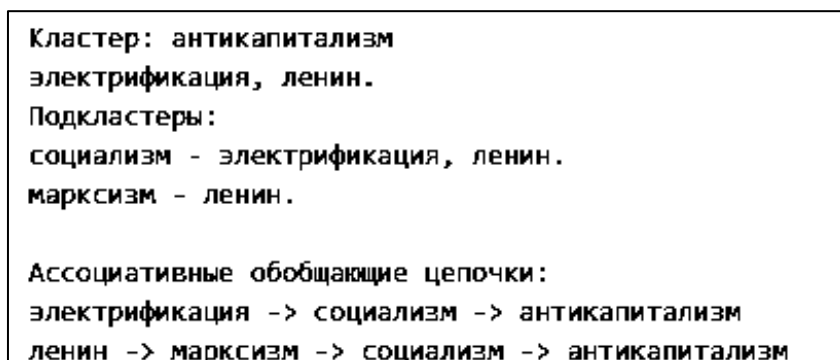 Кластер: антикапитализм
электрификация, ленин.
Подкластеры:
социализм - электрификация, ленин.
марксизм - ленин.
Ассоциативные обобщающие цепочки:
электрификация -> социализм -> антикапитализм
ленин -> марксизм -> социализм -> антикапитализм